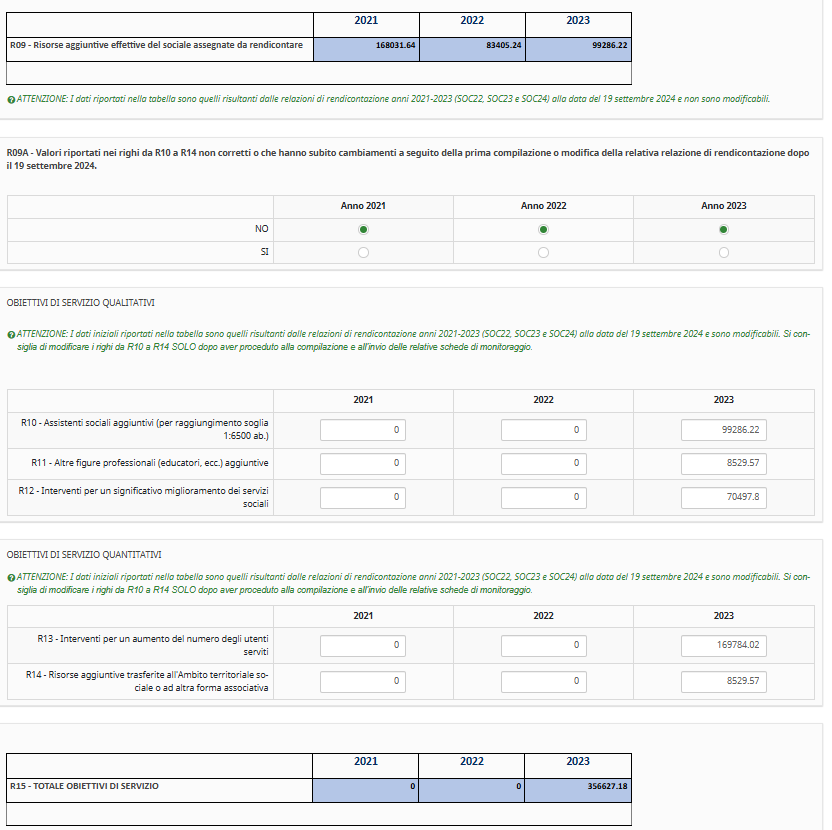 2021 2022 2023
R09 - Risorse aggiuntive effettive del sociale assegnate da rendicontare 168031.64 83405.24 99286.22
ATTENZIONE: I dati riportati nella tabella sono quelli risultanti dalle relazioni di rendicontazione anni 2021-2023 (SOC22, SOC23 e SOC24) alla data del 19 settembre 2024 e non sono modificabili.
R09A - Valori riportati nei righi da R10 a R14 non corretti o che hanno subito cambiamenti a seguito della prima compilazione o modifica della relativa relazione di rendicontazione dopo
il 19 settembre 2024.
Anno 2021 Anno 2022 Anno 2023
NO
SI
OBIETTIVI DI SERVIZIO QUALITATIVI
ATTENZIONE: I dati iniziali riportati nella tabella sono quelli risultanti dalle relazioni di rendicontazione anni 2021-2023 (SOC22, SOC23 e SOC24) alla data del 19 settembre 2024 e sono modificabili. Si con-
siglia di modificare i righi da R10 a R14 SOLO dopo aver proceduto alla compilazione e all'invio delle relative schede di monitoraggio.
2021 2022 2023
R10 - Assistenti sociali aggiuntivi (per raggiungimento soglia
1:6500 ab.) 0 0 99286.22
R11 - Altre figure professionali (educatori, ecc.) aggiuntive 0 0 8529.57
R12 - Interventi per un significativo miglioramento dei servizi
sociali 0 0 70497.8
OBIETTIVI DI SERVIZIO QUANTITATIVI
ATTENZIONE: I dati iniziali riportati nella tabella sono quelli risultanti dalle relazioni di rendicontazione anni 2021-2023 (SOC22, SOC23 e SOC24) alla data del 19 settembre 2024 e sono modificabili. Si con-
siglia di modificare i righi da R10 a R14 SOLO dopo aver proceduto alla compilazione e all'invio delle relative schede di monitoraggio.
2021 2022 2023
R13 - Interventi per un aumento del numero degli utenti
serviti 0 0 169784.02
R14 - Risorse aggiuntive trasferite all'Ambito territoriale so-
ciale o ad altra forma associativa 0 0 8529.57
2021 2022 2023
R15 - TOTALE OBIETTIVI DI SERVIZIO 0 0 356627.18